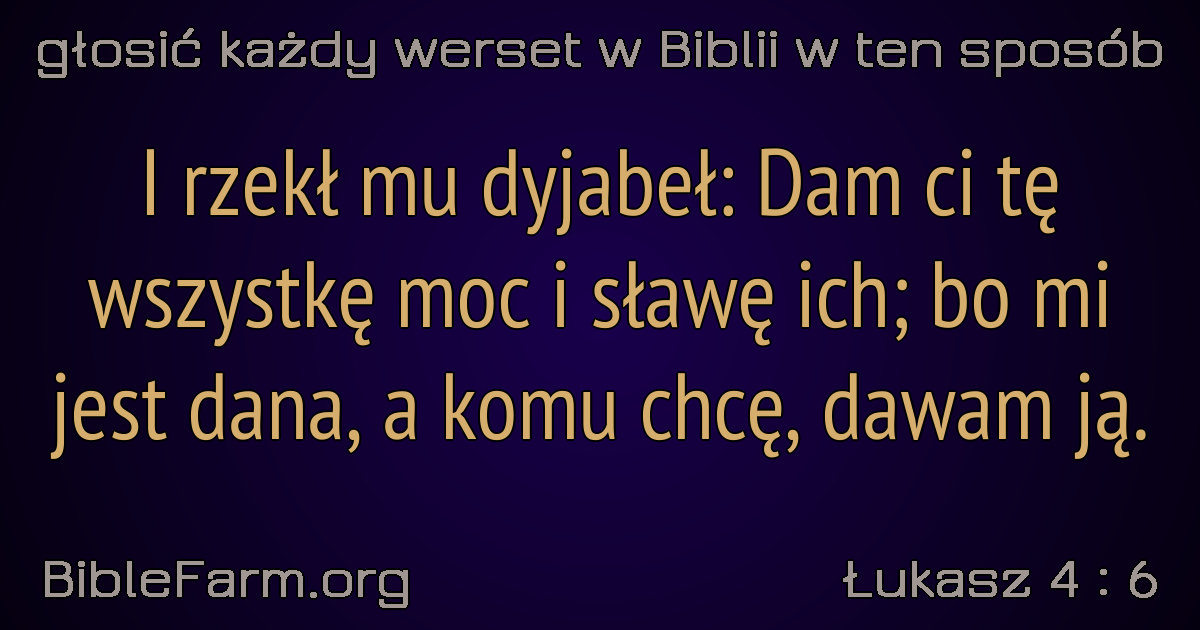 głosić każdy werset w Biblii w ten sposób
I rzekł mu dyjabeł: Dam ci tę
wszystkę moc i sławę ich; bo mi
jest dana, a komu chcę, dawam ją.
BibleFarm.org
Łukasz 4 : 6